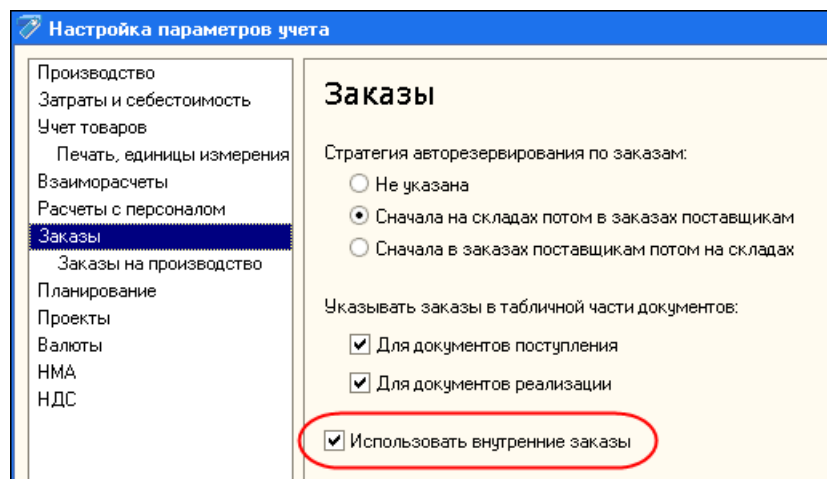 Настройка параметров учета
Производство
Затраты и себестоимость
Учет товаров
Печать, единицы измерения
Взаиморасчеты
Расчеты с персоналом
Заказы
Заказы на производство
Планирование
Проекты
Валюты
НМА
НДС
Заказы
Стратегия авторезервирования по заказам:
Не указана
Сначала на складах потом в заказах поставщикам
Сначала в заказах поставщикам потом на складах
Указывать заказы в табличной части документов:
Для документов поступления
Для документов реализации
Использовать внутренние заказы